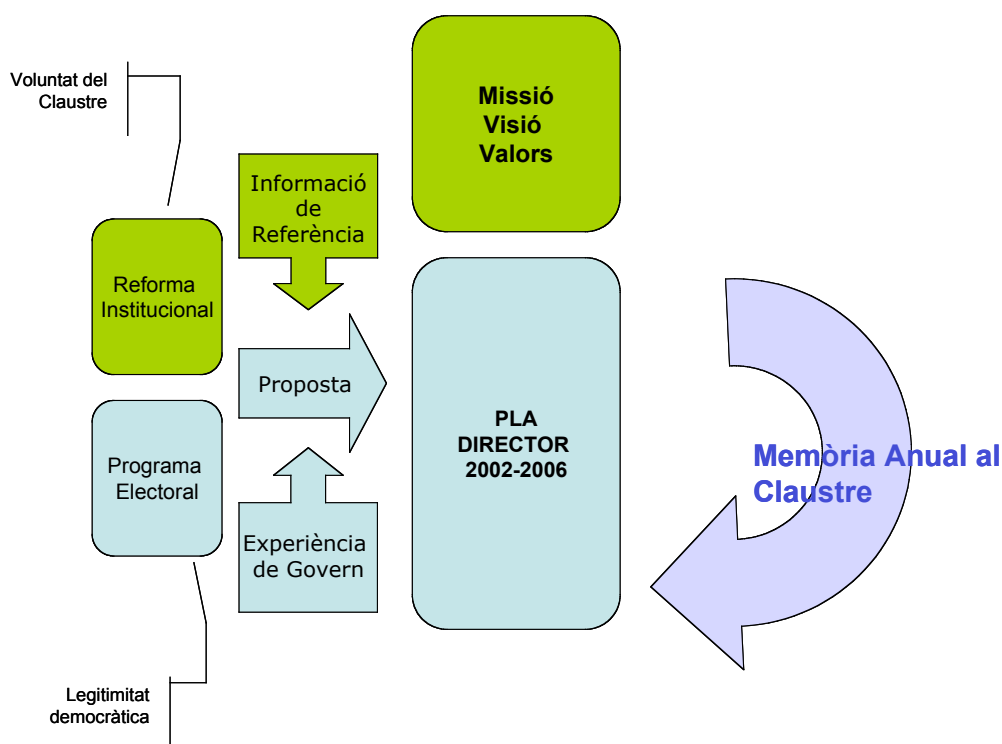 Voluntat del
Claustre
Missió
Visió
Valors
Informació
de
Referència
Reforma
Institucional
Proposta
PLA
DIRECTOR
2002-2006
Memòria Anual al
Claustre
Programa
Electoral
Experiència
de Govern
Legitimitat
democràtica